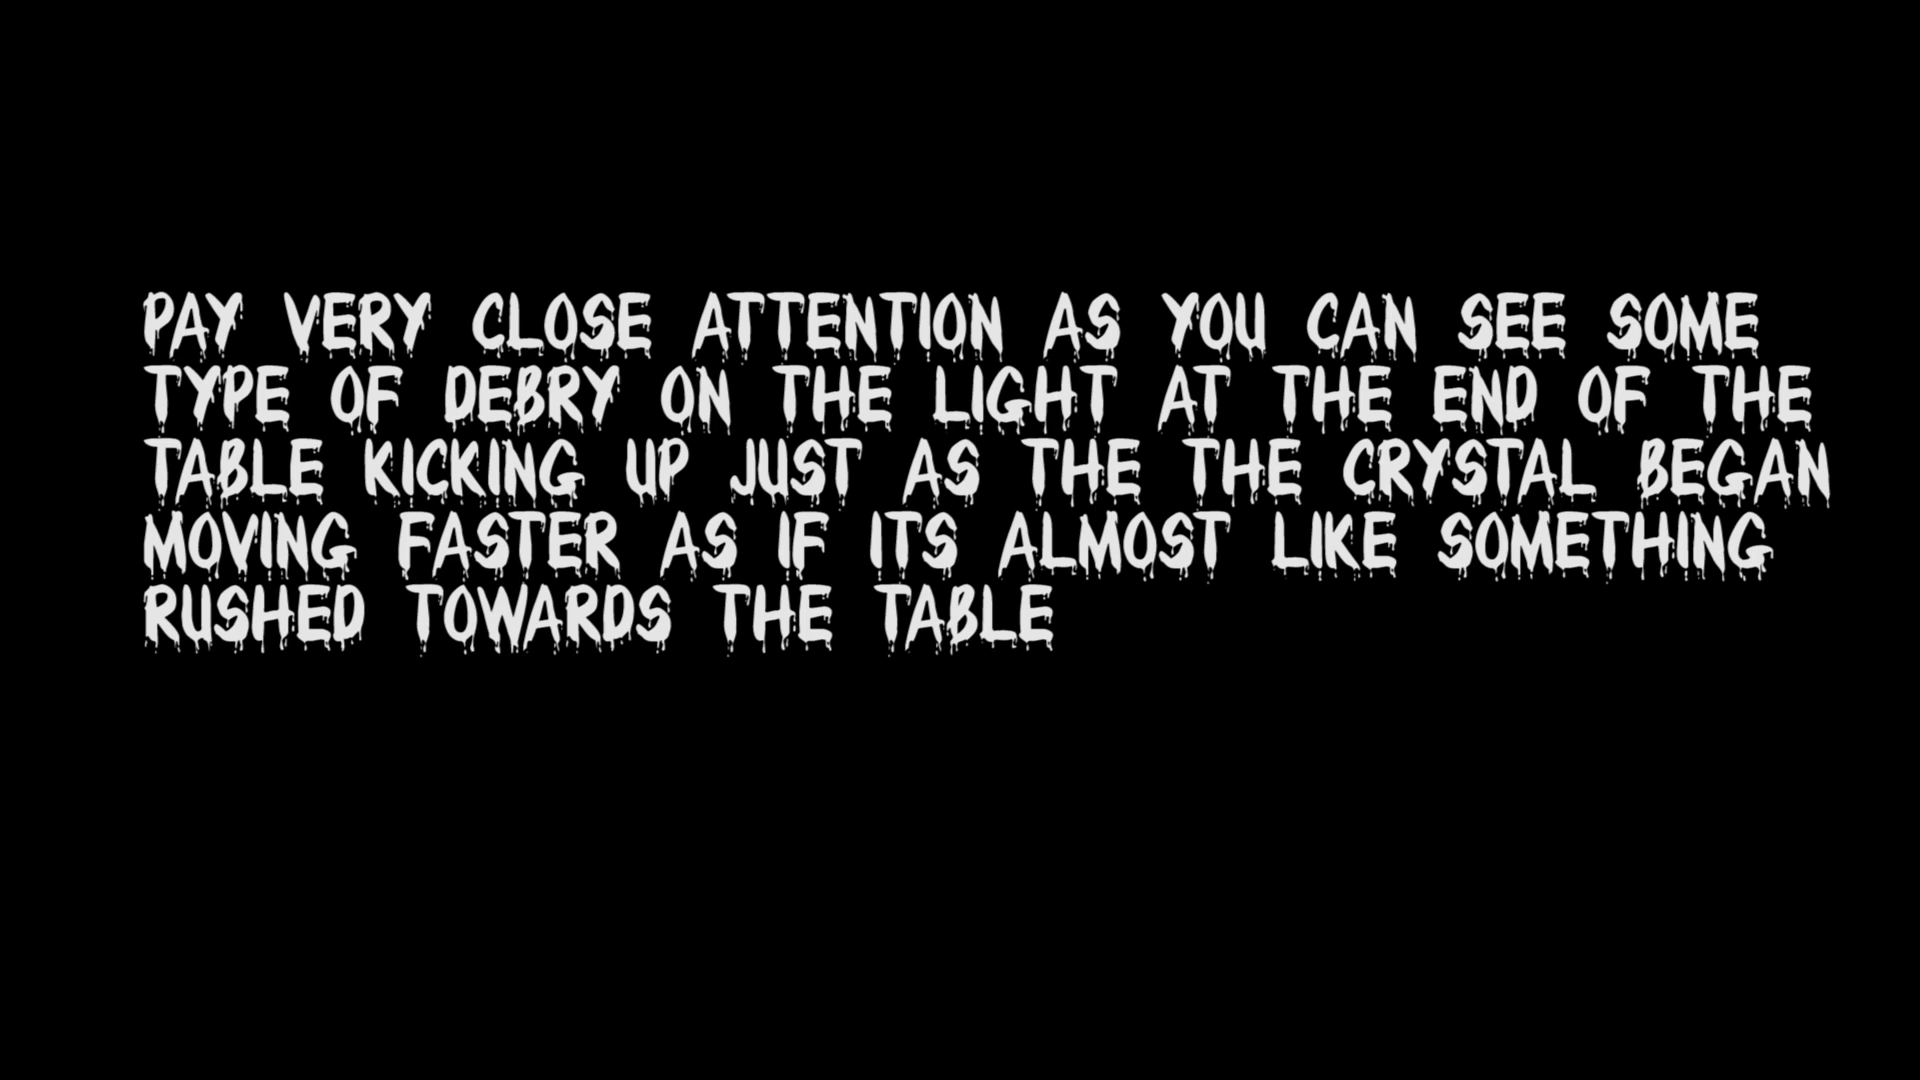 PAY VERY CLOSE ATTENTION AS YOU CAN SEE SOME
TYPE OF DEBRY ON THE LIGHT AT THE END OF THE
TABLE KICKING UP JUST AS THE THE CRYSTAL BEGAN
MOVING FASTER AS IF ITS ALMOST LIKE SOMETHING
RUSHED TOWARDS THE TABLE